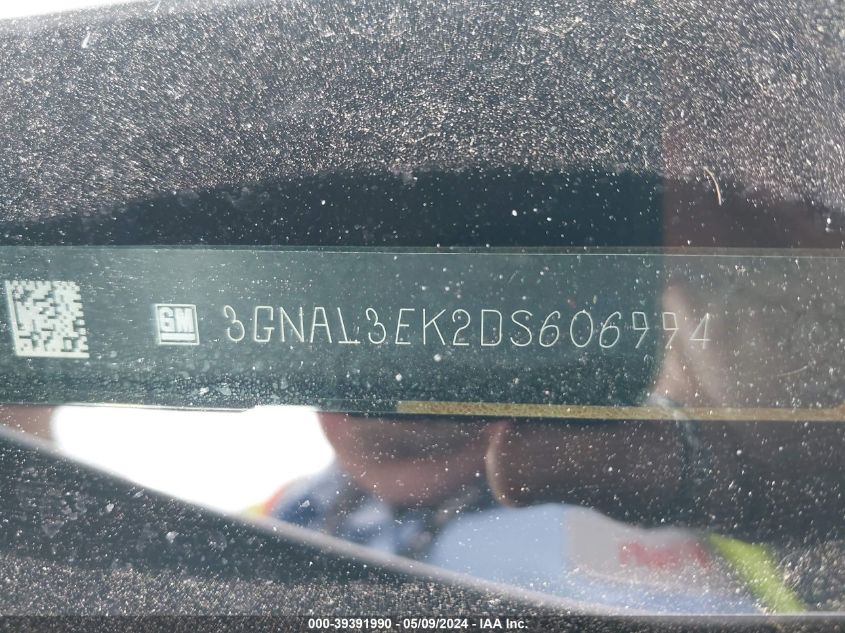 GM 3GNAL3EK2DS606994
000-39391990 - 05/09/2024 - IAA Inc.